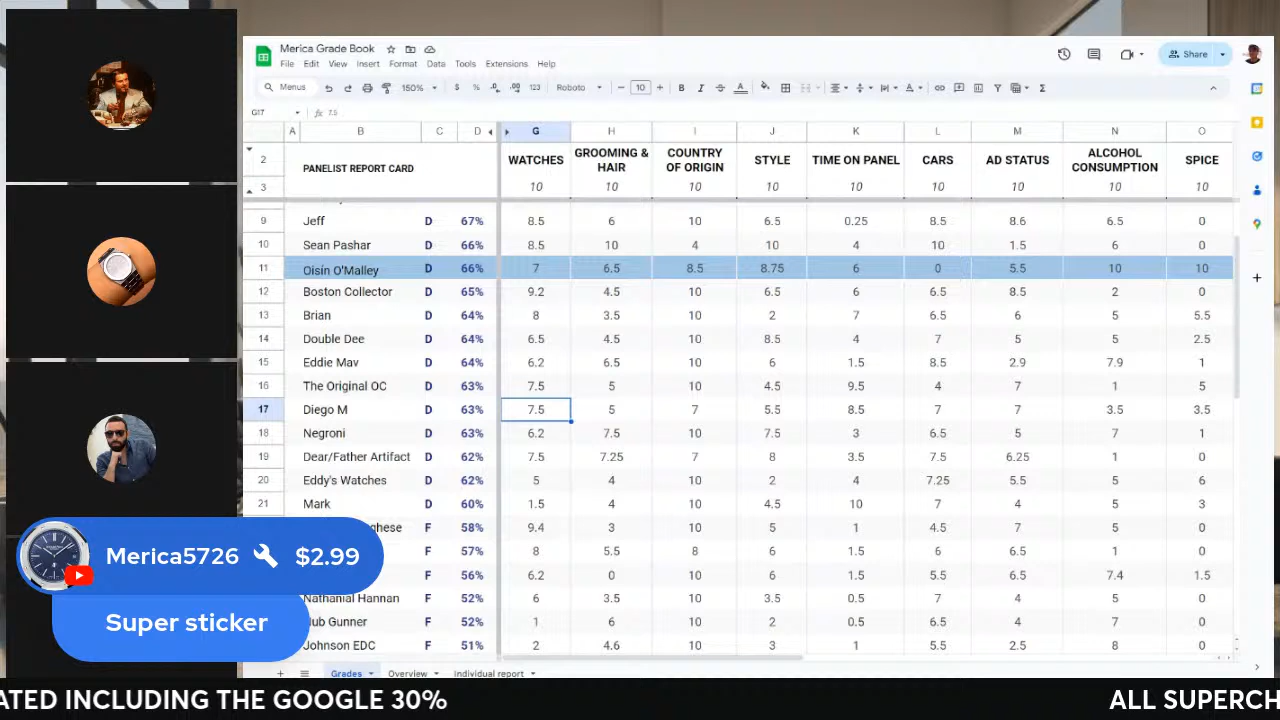 Merica Grade Book
File Edit View Insert Format Data Tools Extensions Help
Share
Menus 150% $ % .0 .00 123 Roboto 10 B I A
G17 7.5
A B C D G H I J K L M N O
2 PANELIST REPORT CARD WATCHES GROOMING & HAIR COUNTRY OF ORIGIN STYLE TIME ON PANEL CARS AD STATUS ALCOHOL CONSUMPTION SPICE
3 10 10 10 10 10 10 10 10 10
9 Jeff D 67% 8.5 6 10 6.5 0.25 8.5 8.6 6.5 0
10 Sean Pashar D 66% 8.5 10 4 10 4 10 1.5 6 0
11 Oisín O'Malley D 66% 7 6.5 8.5 8.75 6 0 5.5 10 10
12 Boston Collector D 65% 9.2 4.5 10 6.5 6 6.5 8.5 2 0
13 Brian D 64% 8 3.5 10 2 7 6.5 6 5 5.5
14 Double Dee D 64% 6.5 4.5 10 8.5 4 7 5 5 2.5
15 Eddie Mav D 64% 6.2 6.5 10 6 1.5 8.5 2.9 7.9 1
16 The Original OC D 63% 7.5 5 10 4.5 9.5 4 7 1 5
17 Diego M D 63% 7.5 5 7 5.5 8.5 7 7 3.5 3.5
18 Negroni D 63% 6.2 7.5 10 7.5 3 6.5 5 7 1
19 Dear/Father Artifact D 62% 7.5 7.25 7 8 3.5 7.5 6.25 1 0
20 Eddy's Watches D 62% 5 4 10 2 4 7.25 5.5 5 6
21 Mark D 60% 1.5 4 10 4.5 10 7 4 5 3
ghese F 58% 9.4 3 10 5 1 4.5 7 5 0
F 57% 8 5.5 8 6 1.5 6 6.5 1 0
F 56% 6.2 0 10 6 1.5 5.5 6.5 7.4 1.5
Nathanial Hannan F 52% 6 3.5 10 3.5 0.5 7 4 5 0
Gunner F 52% 1 6 10 2 0.5 6.5 4 7 0
Johnson EDC F 51% 2 4.6 10 3 1 5.5 2.5 8 0
Merica5726 $2.99
Super sticker
Grades Overview Individual report
ATED INCLUDING THE GOOGLE 30% ALL SUPERCH